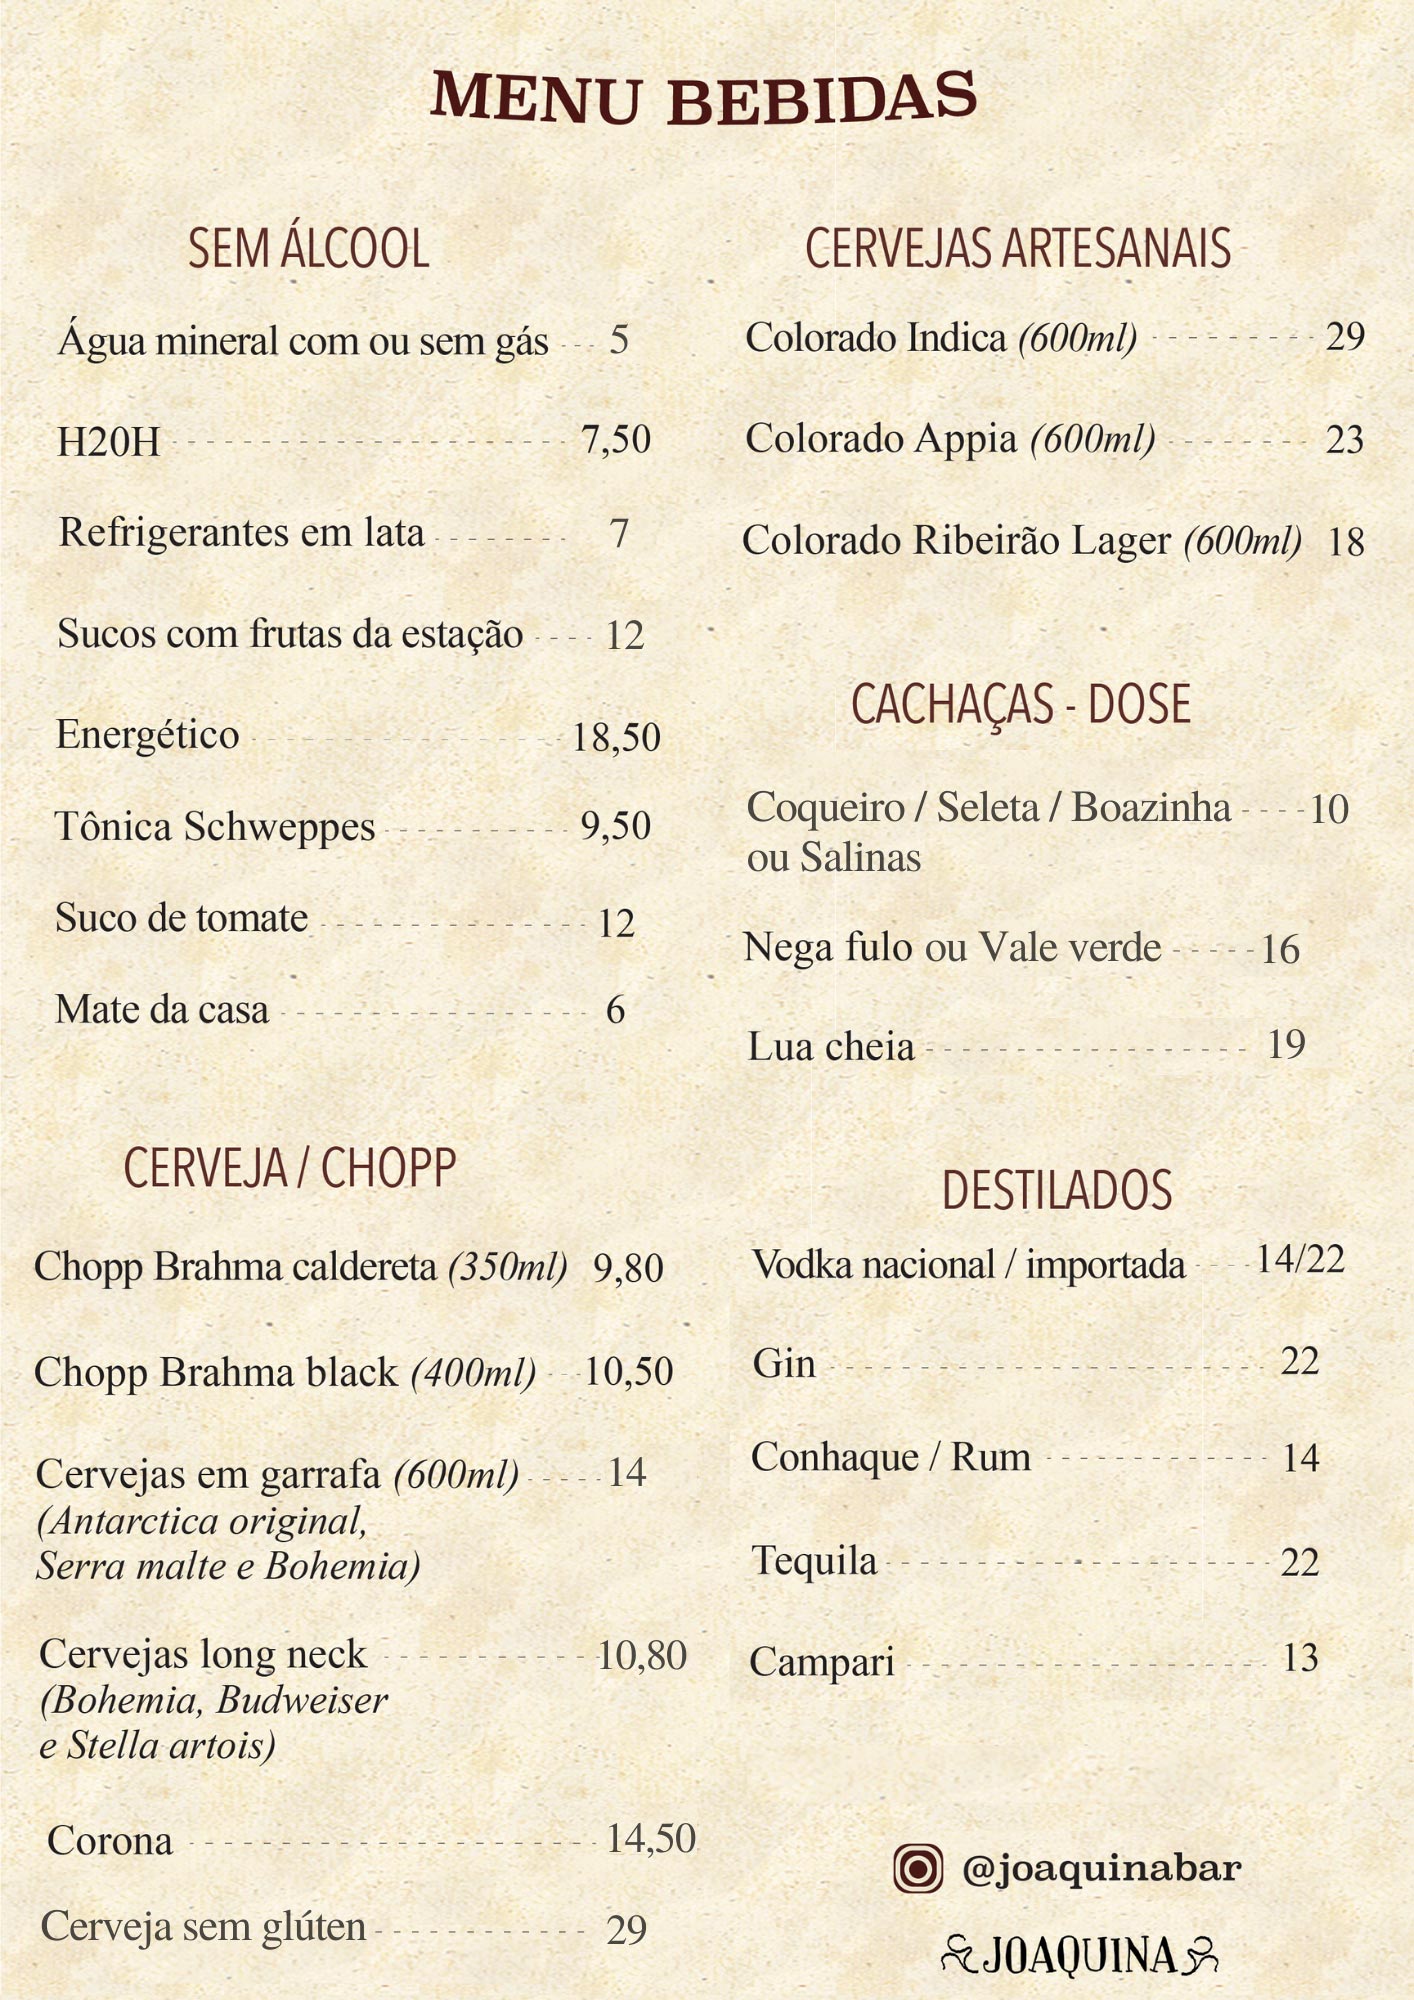 MENU BEBIDAS
SEM ÁLCOOL
Água mineral com ou sem gás 5
H20H 7,50
Refrigerantes em lata 7
Sucos com frutas da estação 12
Energético 18,50
Tônica Schweppes 9,50
Suco de tomate 12
Mate da casa 6
CERVEJA / CHOPP
Chopp Brahma caldereta (350ml) 9,80
Chopp Brahma black (400ml) 10,50
Cervejas em garrafa (600ml) 14
(Antarctica original,
Serra malte e Bohemia)
Cervejas long neck 10,80
(Bohemia, Budweiser
e Stella artois)
Corona 14,50
Cerveja sem glúten 29
CERVEJAS ARTESANAIS
Colorado Indica (600ml) 29
Colorado Appia (600ml) 23
Colorado Ribeirão Lager (600ml) 18
CACHAÇAS - DOSE
Coqueiro / Seleta / Boazinha 10
ou Salinas
Nega fulo ou Vale verde 16
Lua cheia 19
DESTILADOS
Vodka nacional / importada 14/22
Gin 22
Conhaque / Rum 14
Tequila 22
Campari 13
@joaquinabar
JOAQUINA